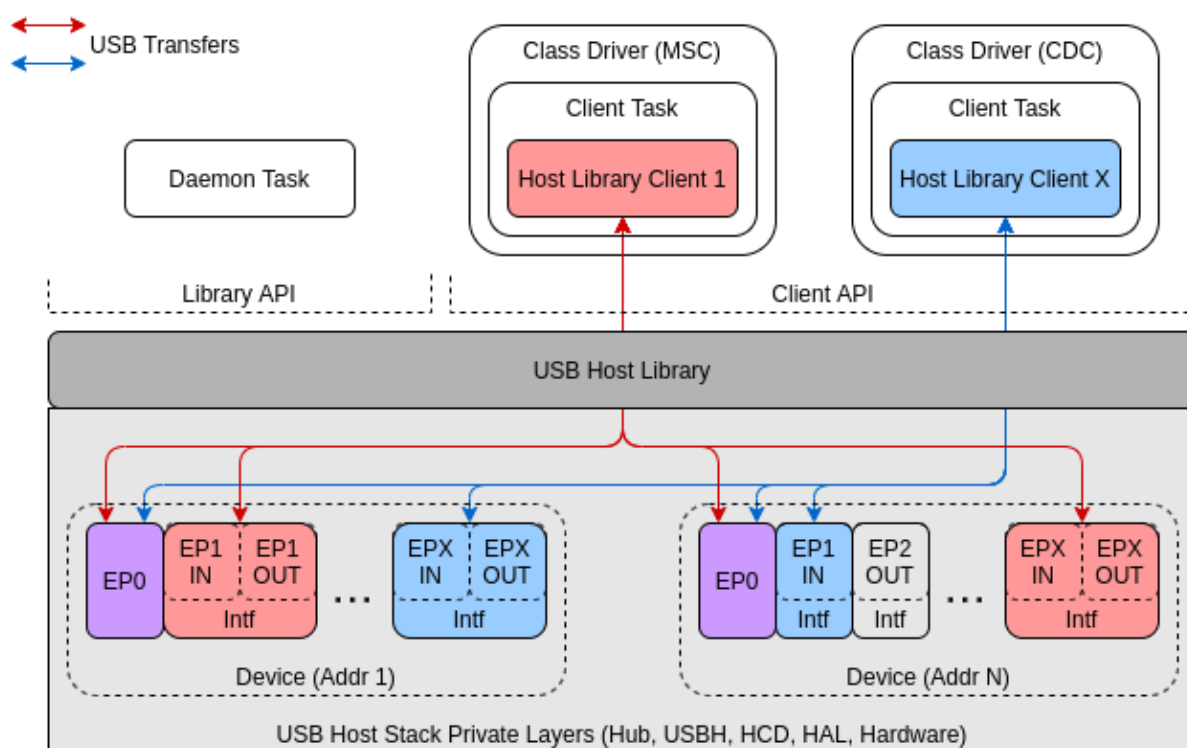 USB Transfers
Class Driver (MSC)
Class Driver (CDC)
Client Task
Client Task
Daemon Task
Host Library Client 1
Host Library Client X
Library API
Client API
USB Host Library
EP0
EP1
IN
EP1
OUT
Intf
...
EPX
IN
EPX
OUT
Intf
Device (Addr 1)
EP0
EP1
IN
Intf
EP2
OUT
Intf
...
EPX
IN
EPX
OUT
Intf
Device (Addr N)
USB Host Stack Private Layers (Hub, USBH, HCD, HAL, Hardware)